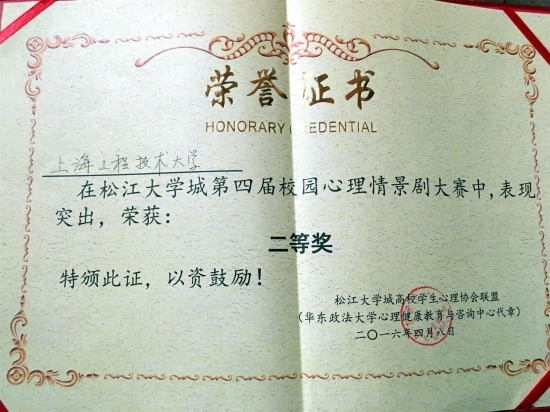 荣誉证书
HONORARY CREDENTIAL
上海工程技术大学
在松江大学城第四届校园心理情景剧大赛中,表现
突出，荣获：
二等奖
特颁此证，以资鼓励！
松江大学城高校学生心理协会联盟
（华东政法大学心理健康教育与咨询中心代章）
二〇一六年四月八日